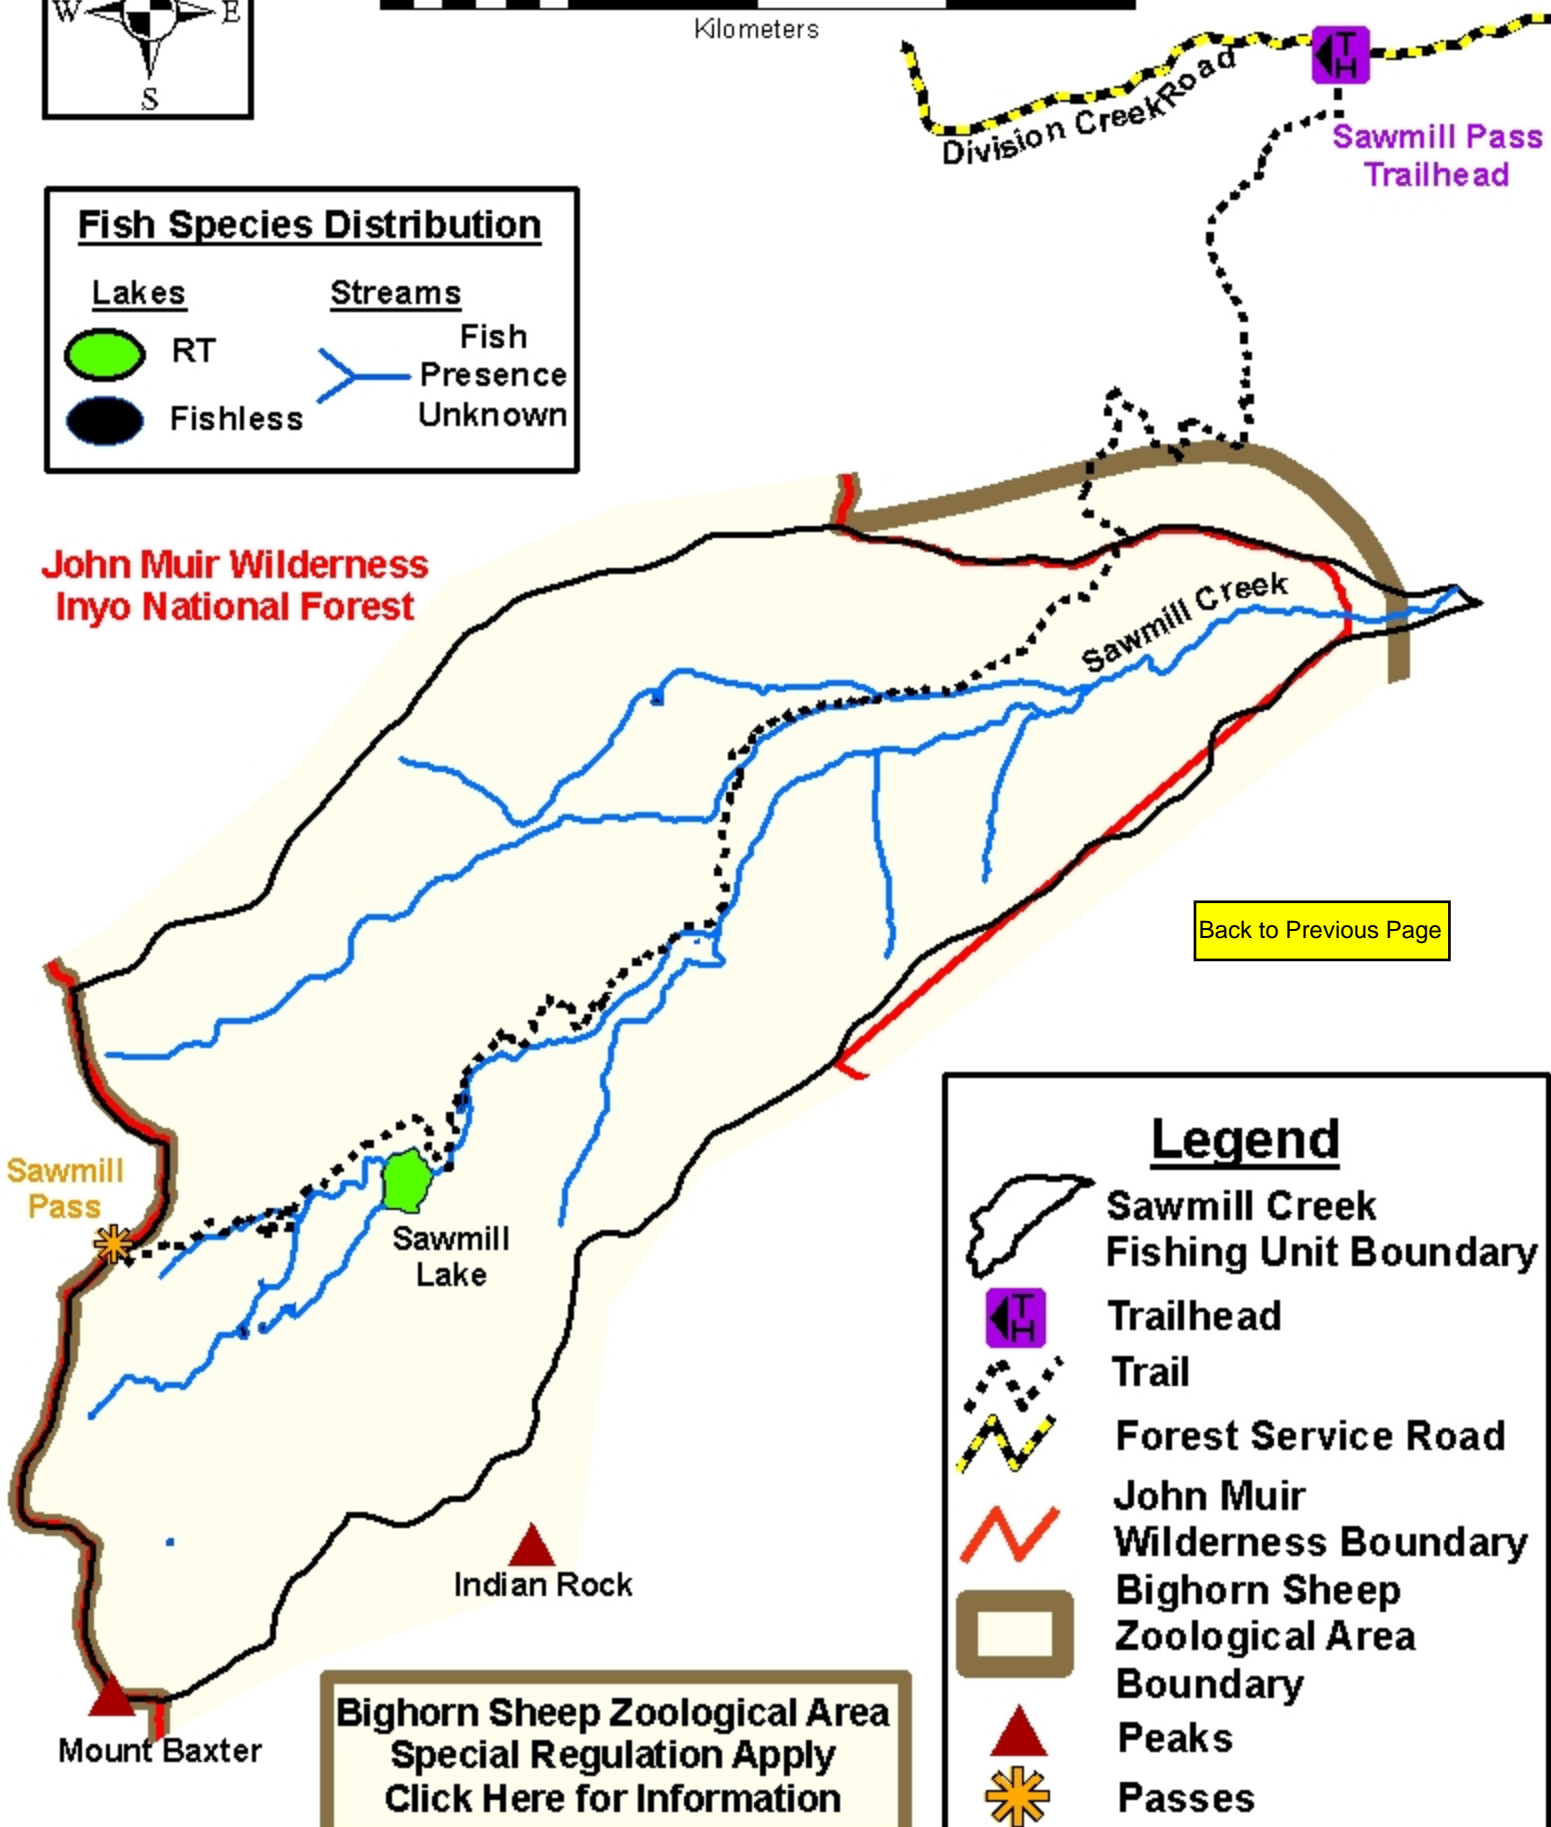 W E
S
Kilometers
Division Creek Road
TH
Sawmill Pass
Trailhead
Fish Species Distribution
Lakes
Streams
RT
Fishless
Fish
Presence
Unknown
John Muir Wilderness
Inyo National Forest
Sawmill Creek
Back to Previous Page
Sawmill
Pass
Sawmill
Lake
Indian Rock
Mount Baxter
Bighorn Sheep Zoological Area
Special Regulation Apply
Click Here for Information
Legend
Sawmill Creek
Fishing Unit Boundary
TH
Trailhead
Trail
Forest Service Road
John Muir
Wilderness Boundary
Bighorn Sheep
Zoological Area
Boundary
Peaks
Passes